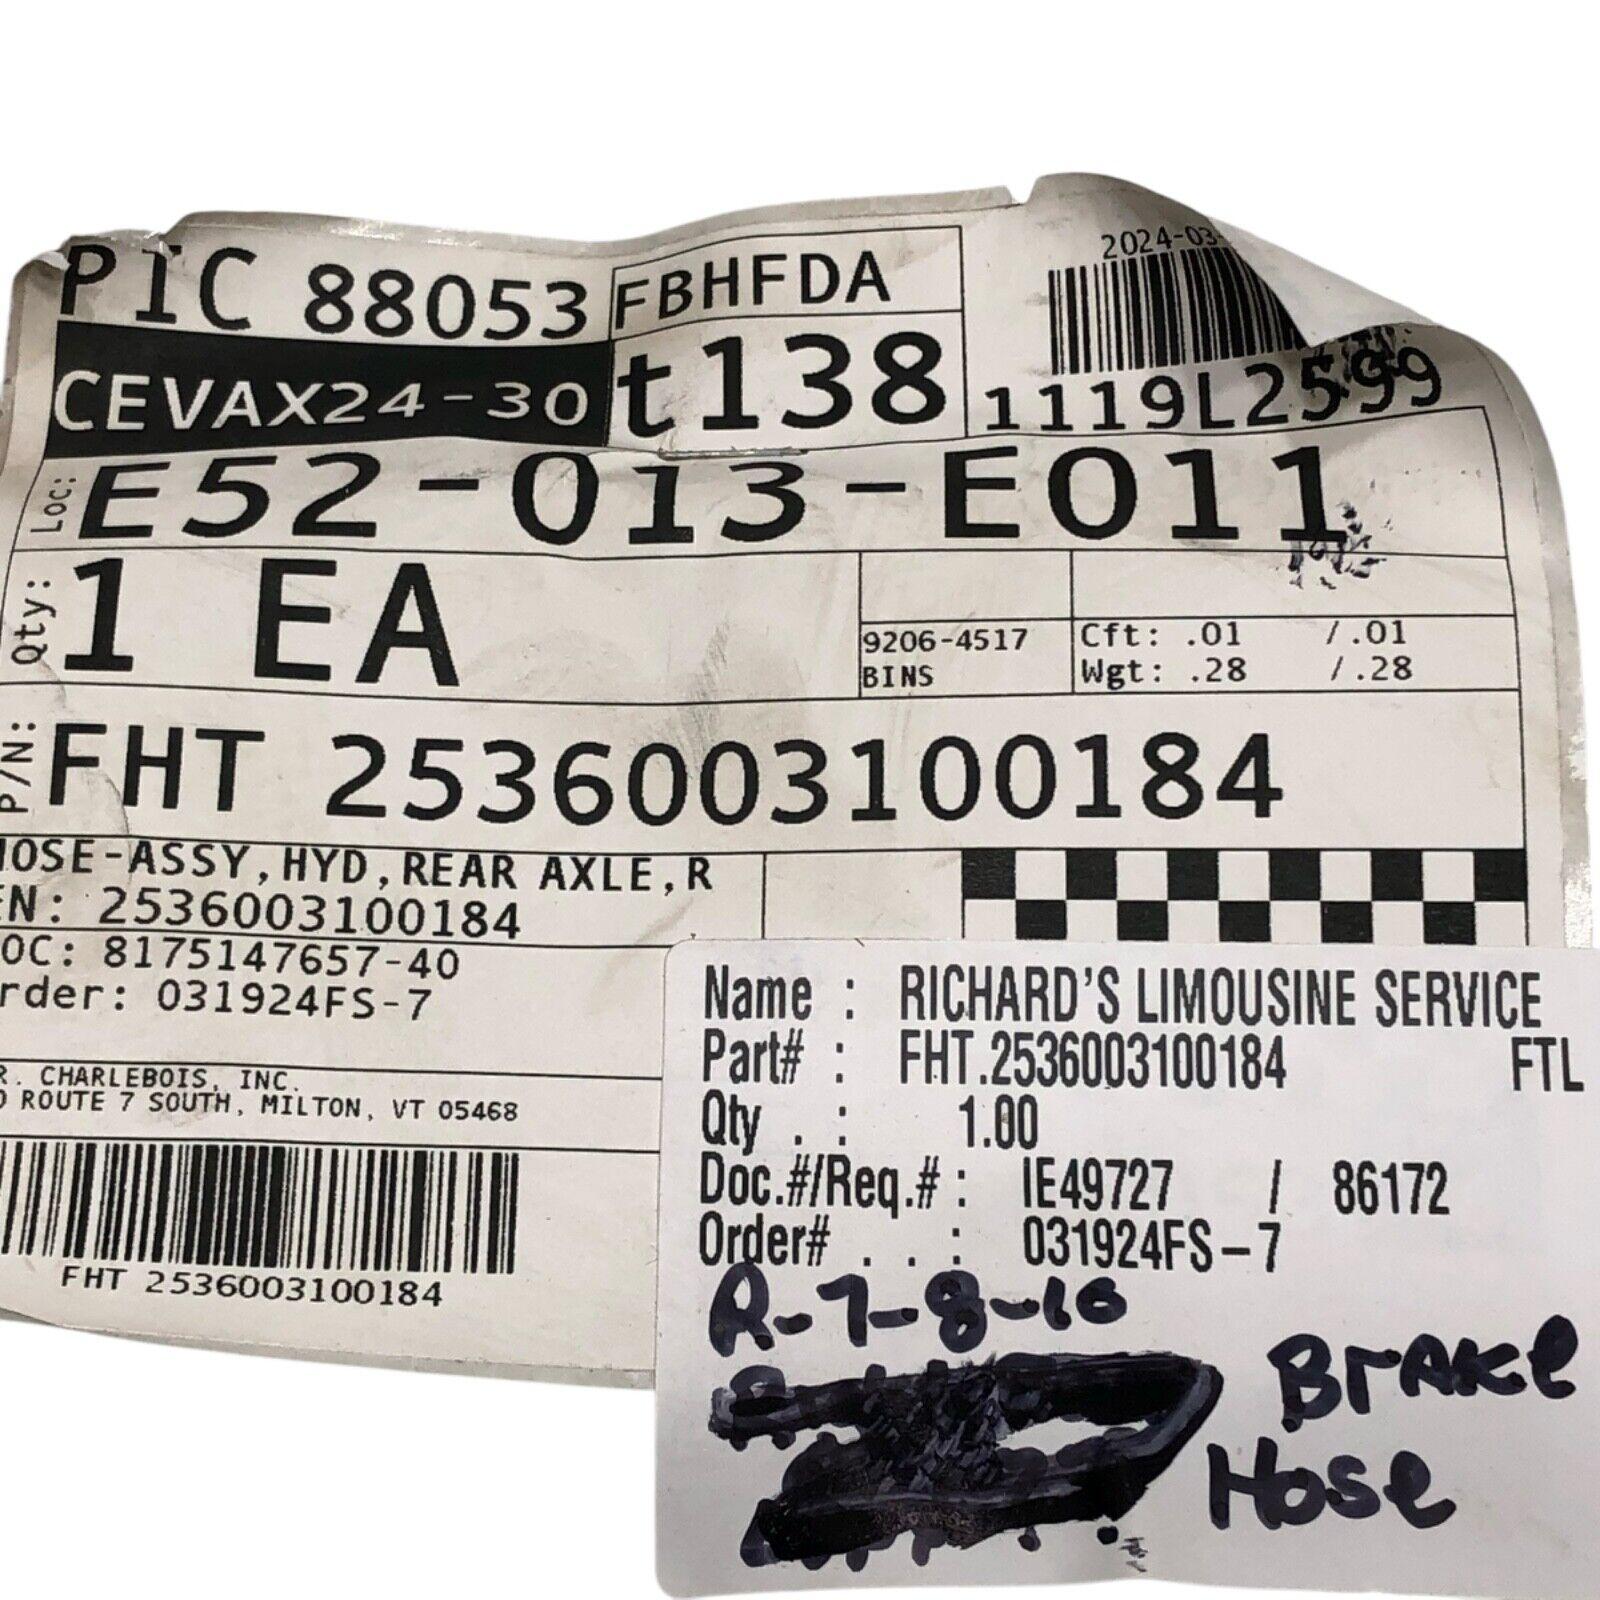 PIC 88053
FBHFDA
2024-03-
CEVAX24-30
t138
1119L2599
Loc: E52-013-E011
Qty: 1 EA
9206-4517
BINS
Cft: .01 /.01
Wgt: .28 /.28
P/N: FHT 2536003100184
HOSE-ASSY,HYD,REAR AXLE,R
EN: 2536003100184
OC: 8175147657-40
rder: 031924FS-7
R. CHARLEBOIS, INC.
ROUTE 7 SOUTH, MILTON, VT 05468
FHT 2536003100184
Name : RICHARD'S LIMOUSINE SERVICE
Part# : FHT.2536003100184 FTL
Qty . : 1.00
Doc.#/Req.# : IE49727 / 86172
Order# . . : 031924FS-7
R-7-8-10
BrAKe
Hose